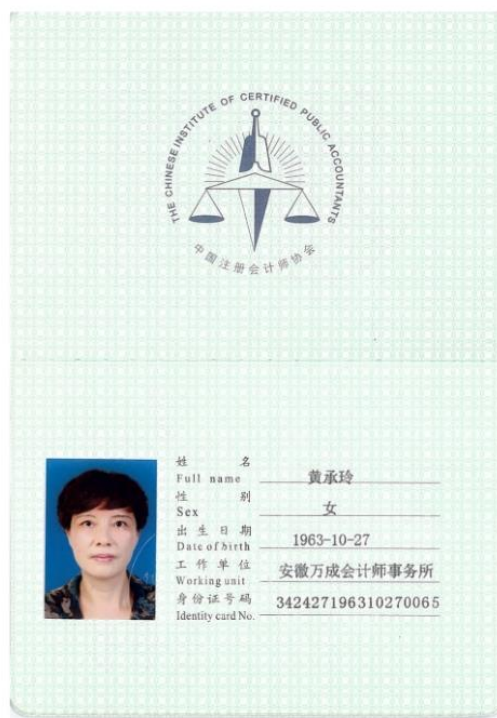 THE CHINESE INSTITUTE OF CERTIFIED PUBLIC ACCOUNTANTS
中国注册会计师协会
姓 名
Full name 黄承玲
性 别
Sex 女
出生日期
Date of birth 1963-10-27
工作单位
Working unit 安徽万成会计师事务所
身份证号码
Identity card No. 342427196310270065